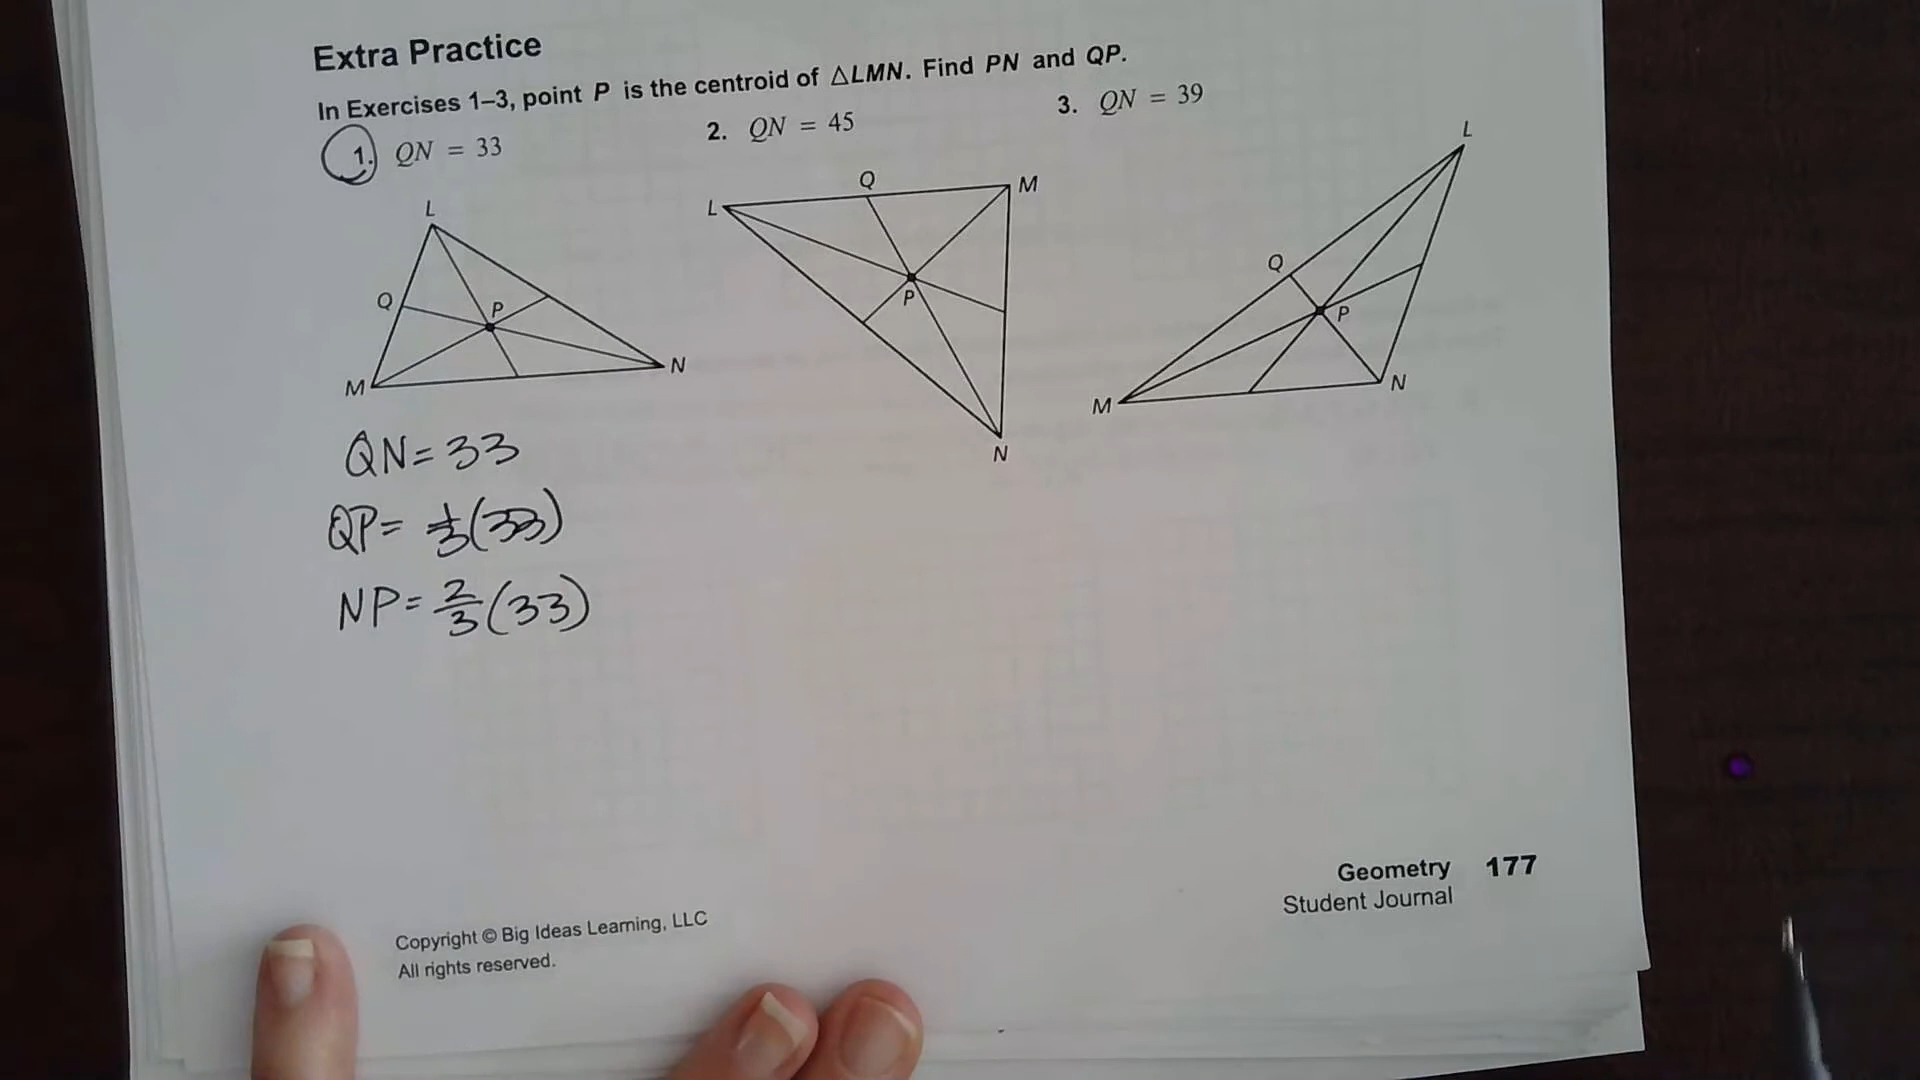 Extra Practice
In Exercises 1–3, point P is the centroid of △LMN. Find PN and QP.
1. QN = 33
2. QN = 45
3. QN = 39
L
Q
P
M
N
Q
L
M
P
N
L
Q
P
M
N
QN = 33
QP = 1/3 (33)
NP = 2/3 (33)
Geometry 177
Student Journal
Copyright © Big Ideas Learning, LLC
All rights reserved.